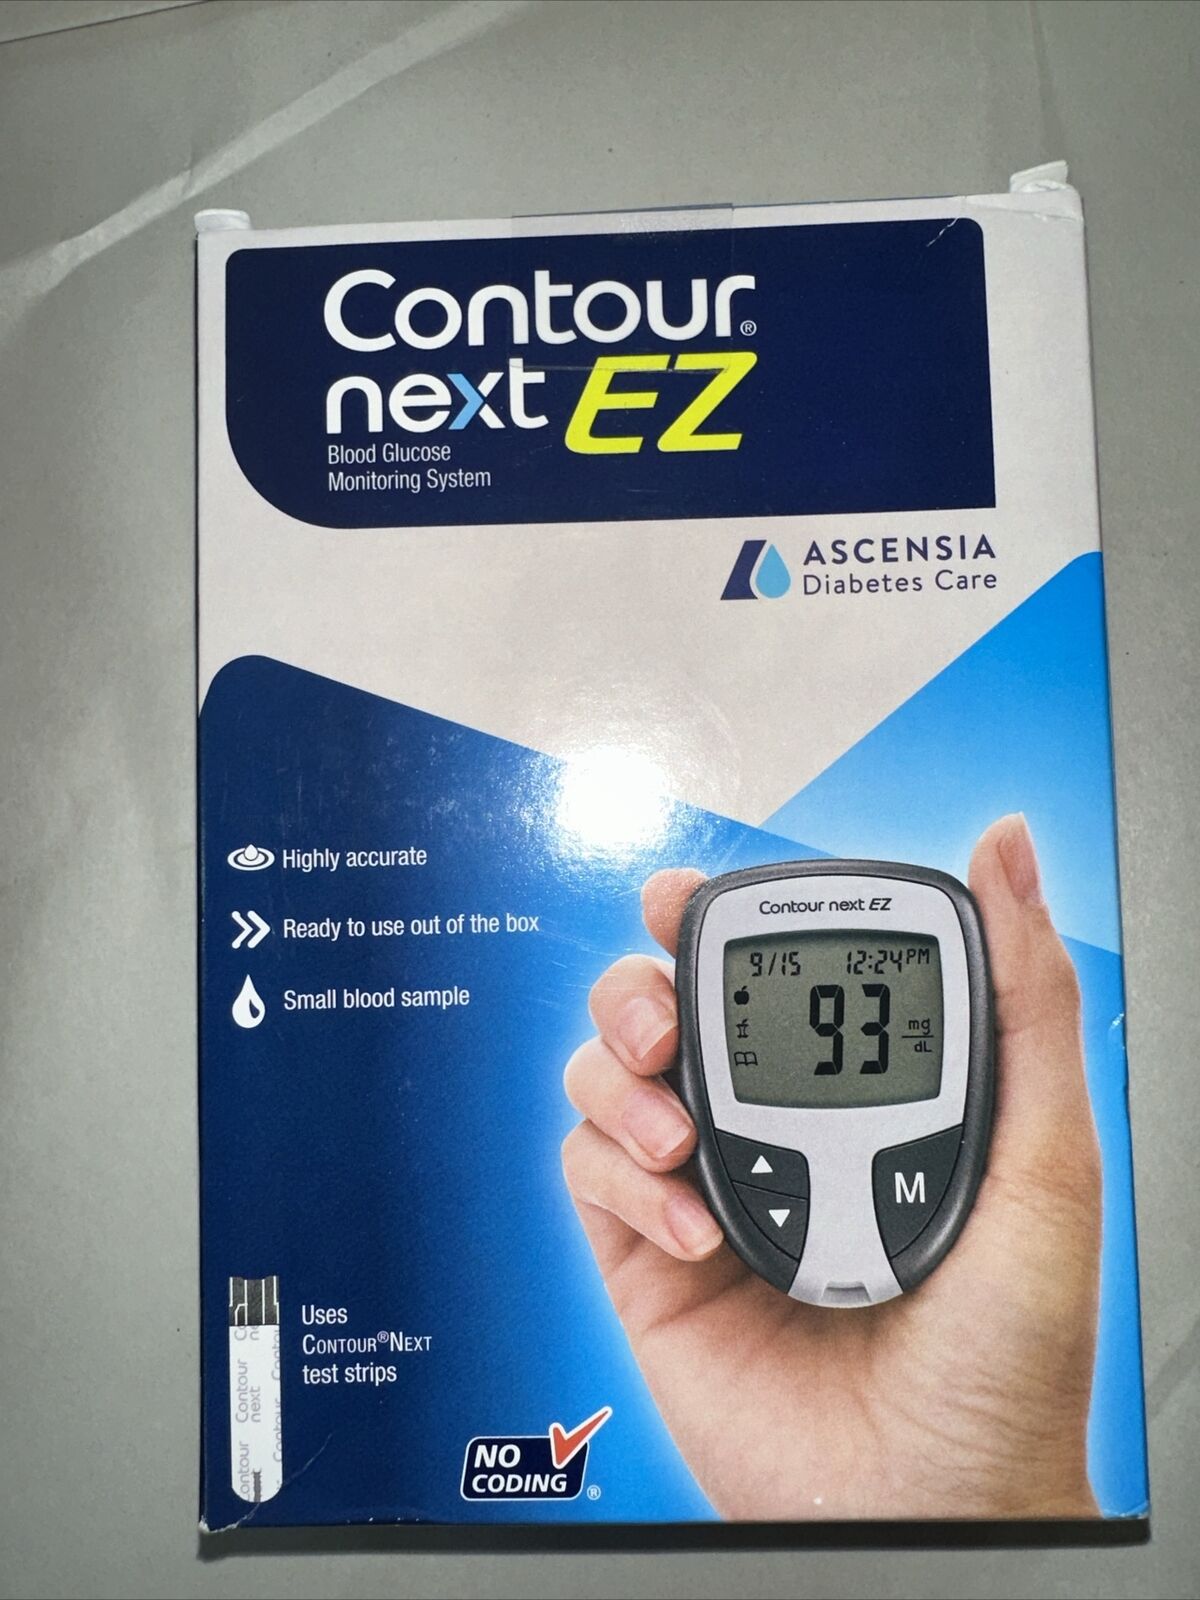 Contour®
next EZ
Blood Glucose
Monitoring System
ASCENSIA
Diabetes Care
Highly accurate
Ready to use out of the box
Small blood sample
Contour next EZ
9/15 12:24PM
93 mg/dL
M
Uses
CONTOUR®NEXT
test strips
Contour
next
Contour
NO
CODING®